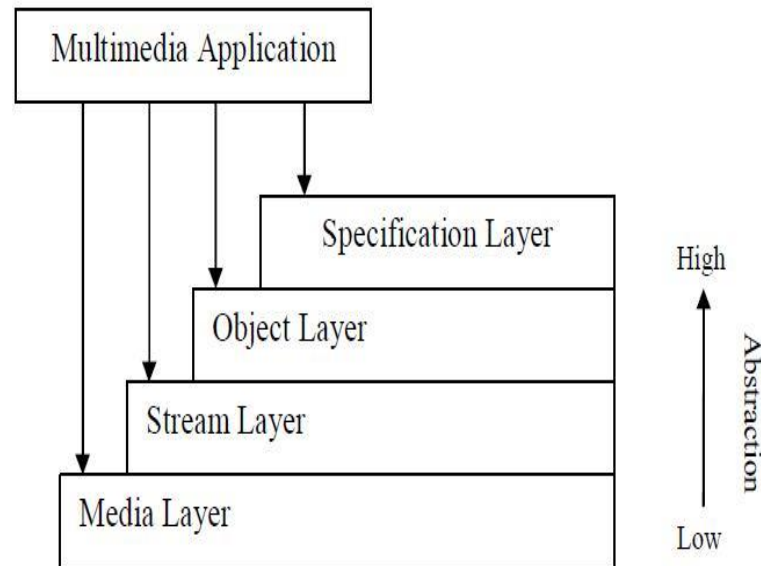 Multimedia Application
Specification Layer
High
Object Layer
Abstraction
Stream Layer
Media Layer
Low